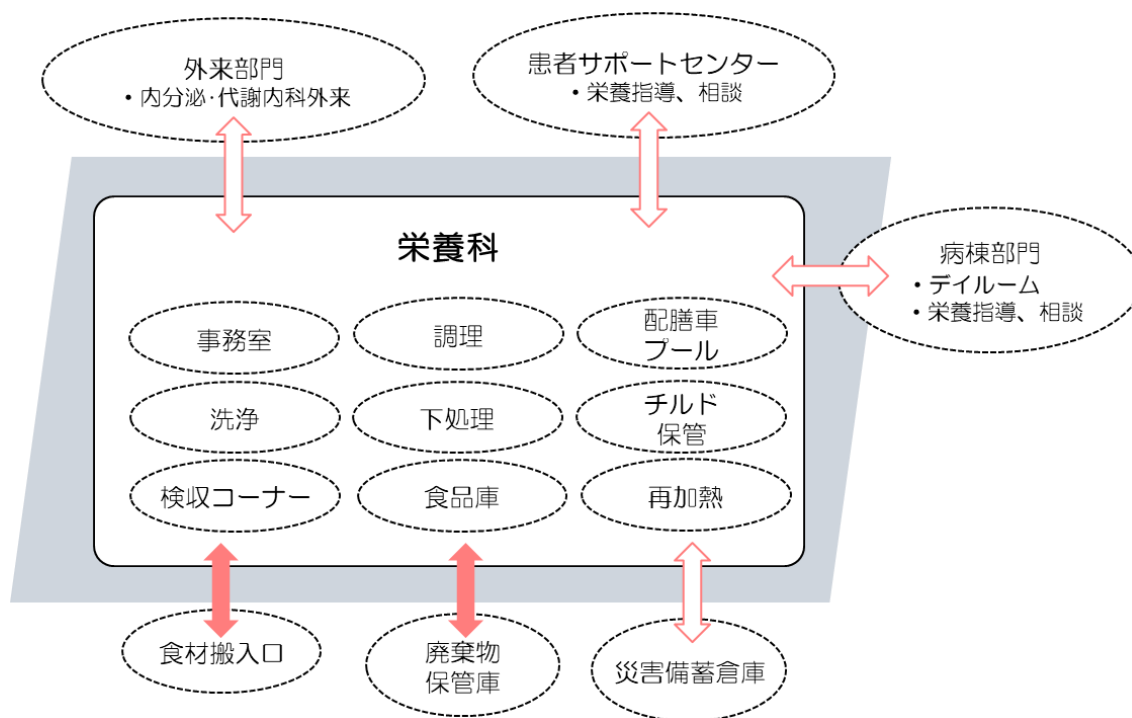 外来部門
・内分泌・代謝内科外来
患者サポートセンター
・栄養指導、相談
栄養科
病棟部門
・デイルーム
・栄養指導、相談
事務室
調理
配膳車
プール
洗浄
下処理
チルド
保管
検収コーナー
食品庫
再加熱
食材搬入口
廃棄物
保管庫
災害備蓄倉庫